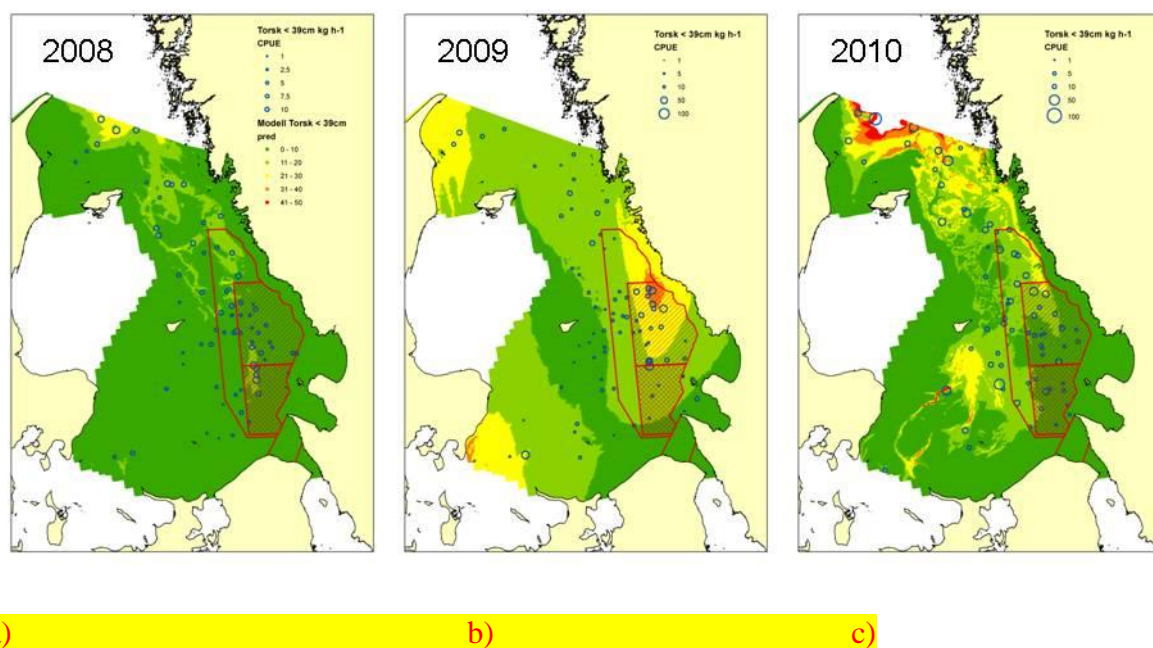 2008
Torsk < 39cm kg h-1
CPUE
1
2,5
5
7,5
10
Modell Torsk < 39cm
pred
0 - 10
11 - 20
21 - 30
31 - 40
41 - 50
2009
Torsk < 39cm kg h-1
CPUE
1
5
10
50
100
2010
Torsk < 39cm kg h-1
CPUE
1
5
10
50
100
) b) c)